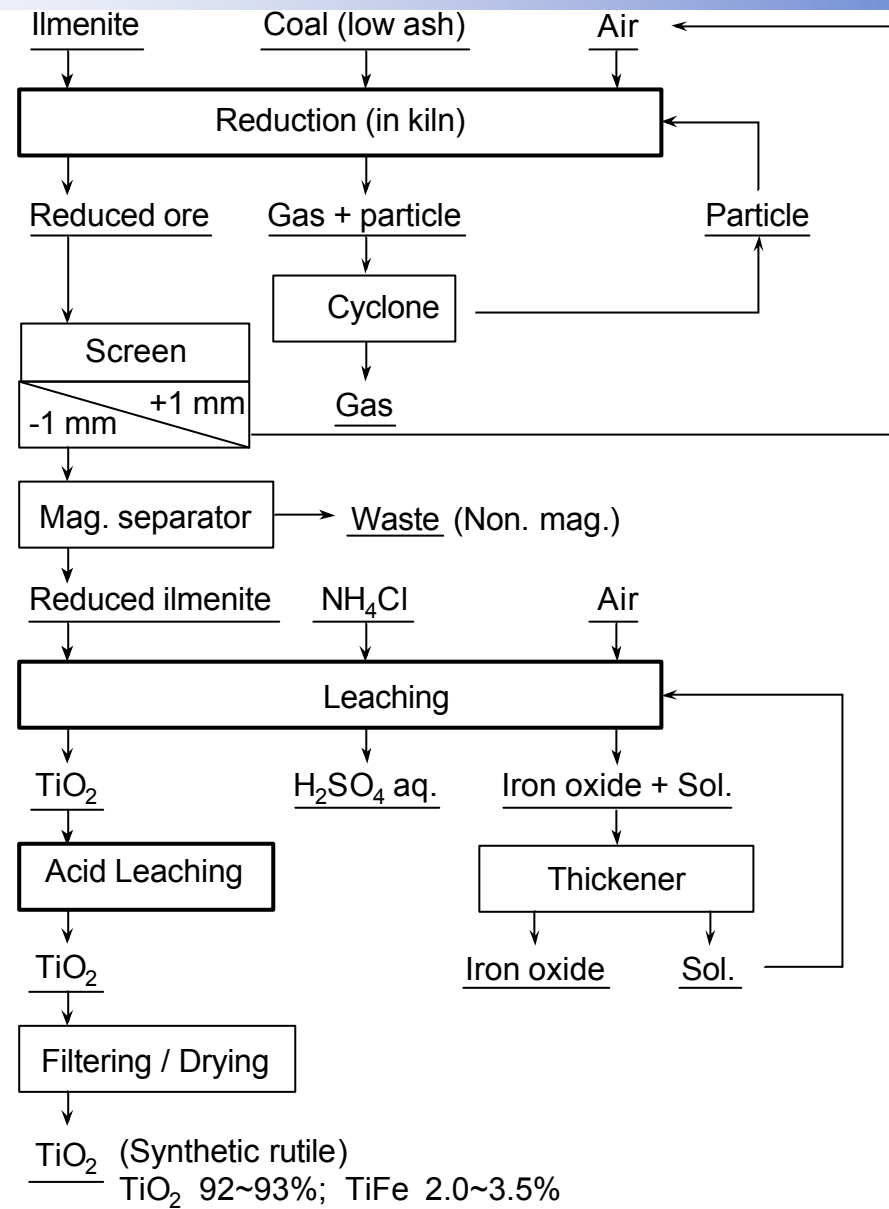 Ilmenite Coal (low ash) Air
Reduction (in kiln)
Reduced ore Gas + particle Particle
Cyclone
Screen
-1 mm +1 mm
Gas
Mag. separator Waste (Non. mag.)
Reduced ilmenite NH₄Cl Air
Leaching
TiO₂ H₂SO₄ aq. Iron oxide + Sol.
Acid Leaching Thickener
TiO₂ Iron oxide Sol.
Filtering / Drying
TiO₂ (Synthetic rutile)
TiO₂ 92~93%; TiFe 2.0~3.5%